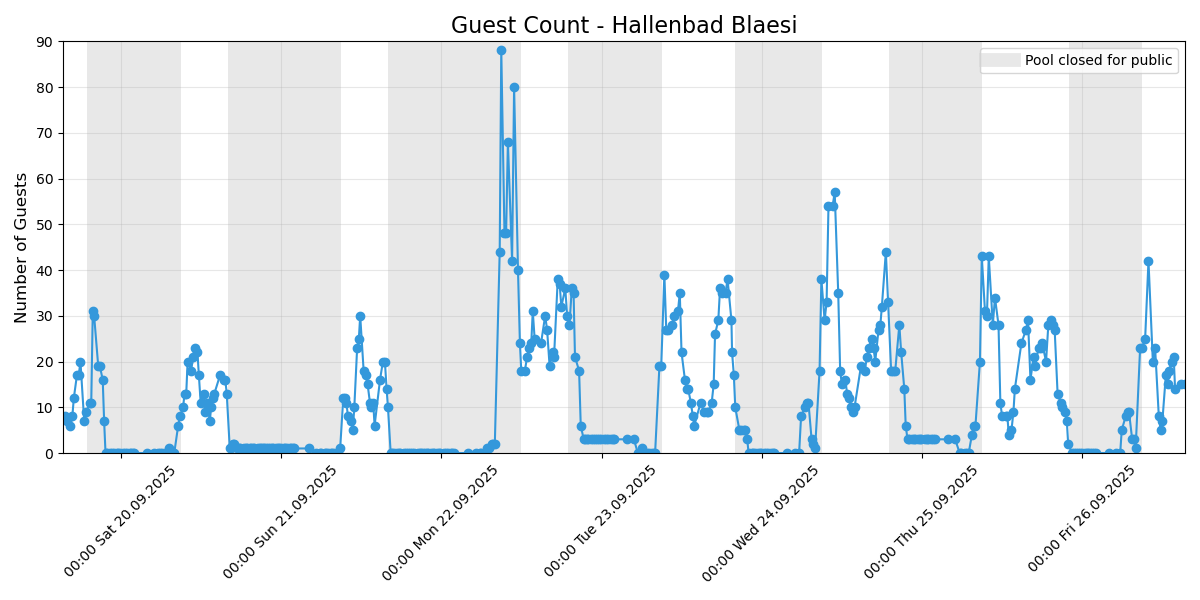 Guest Count - Hallenbad Blaesi
Pool closed for public
Number of Guests
90
80
70
60
50
40
30
20
10
0
00:00 Sat 20.09.2025
00:00 Sun 21.09.2025
00:00 Mon 22.09.2025
00:00 Tue 23.09.2025
00:00 Wed 24.09.2025
00:00 Thu 25.09.2025
00:00 Fri 26.09.2025